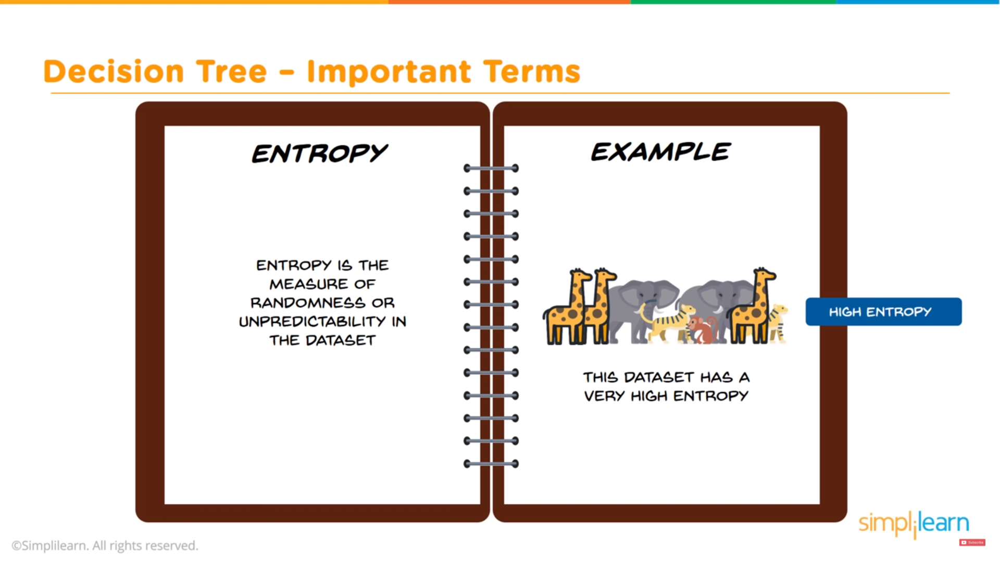 Decision Tree – Important Terms
ENTROPY
ENTROPY IS THE
MEASURE OF
RANDOMNESS OR
UNPREDICTABILITY IN
THE DATASET
EXAMPLE
THIS DATASET HAS A
VERY HIGH ENTROPY
HIGH ENTROPY
simplilearn
Subscribe
©Simplilearn. All rights reserved.